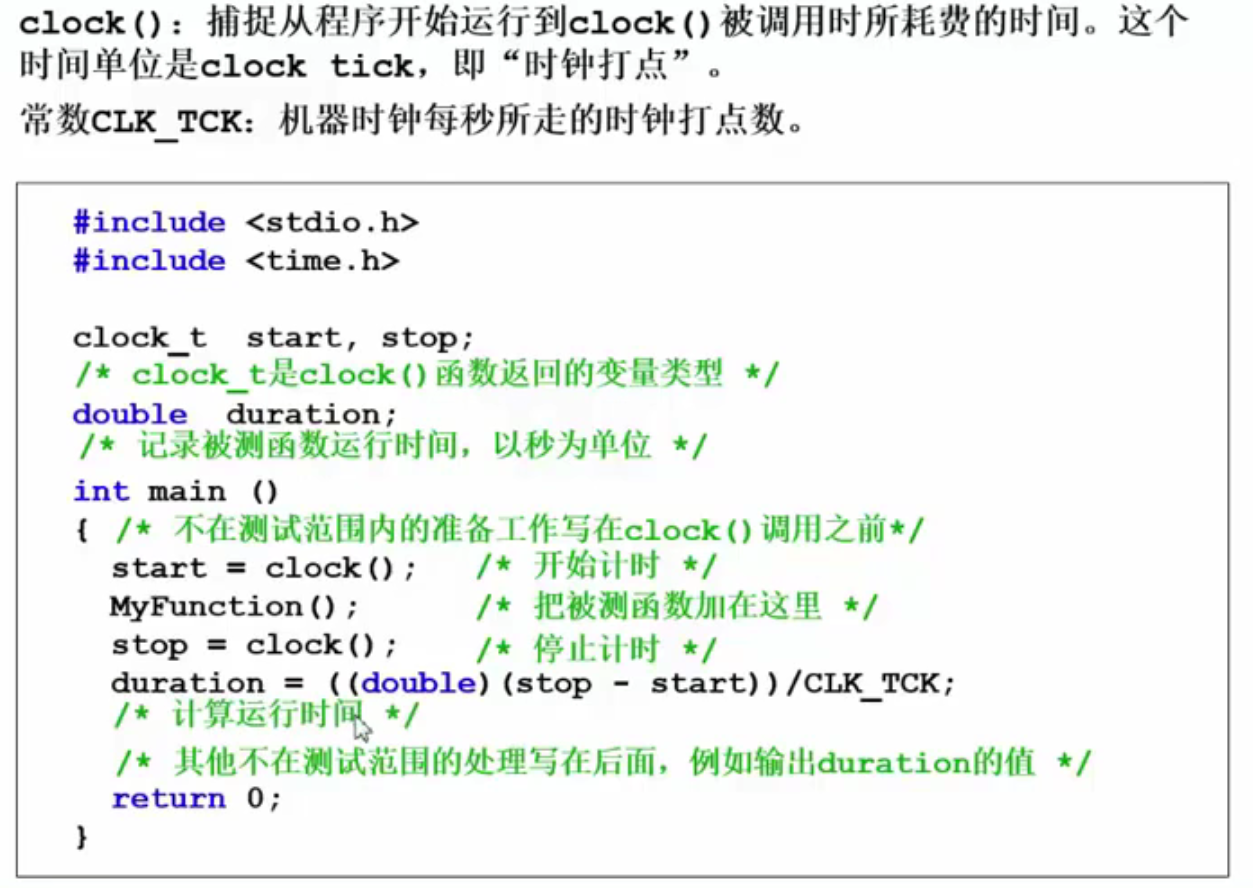 clock()：捕捉从程序开始运行到clock()被调用时所耗费的时间。这个
时间单位是clock tick，即“时钟打点”。
常数CLK_TCK：机器时钟每秒所走的时钟打点数。
#include <stdio.h>
#include <time.h>
clock_t  start, stop;
/* clock_t是clock()函数返回的变量类型 */
double  duration;
/* 记录被测函数运行时间，以秒为单位 */
int main ()
{ /* 不在测试范围内的准备工作写在clock()调用之前*/
start = clock();   /* 开始计时 */
MyFunction();      /* 把被测函数加在这里 */
stop = clock();    /* 停止计时 */
duration = ((double)(stop - start))/CLK_TCK;
/* 计算运行时间 */
/* 其他不在测试范围的处理写在后面，例如输出duration的值 */
return 0;
}